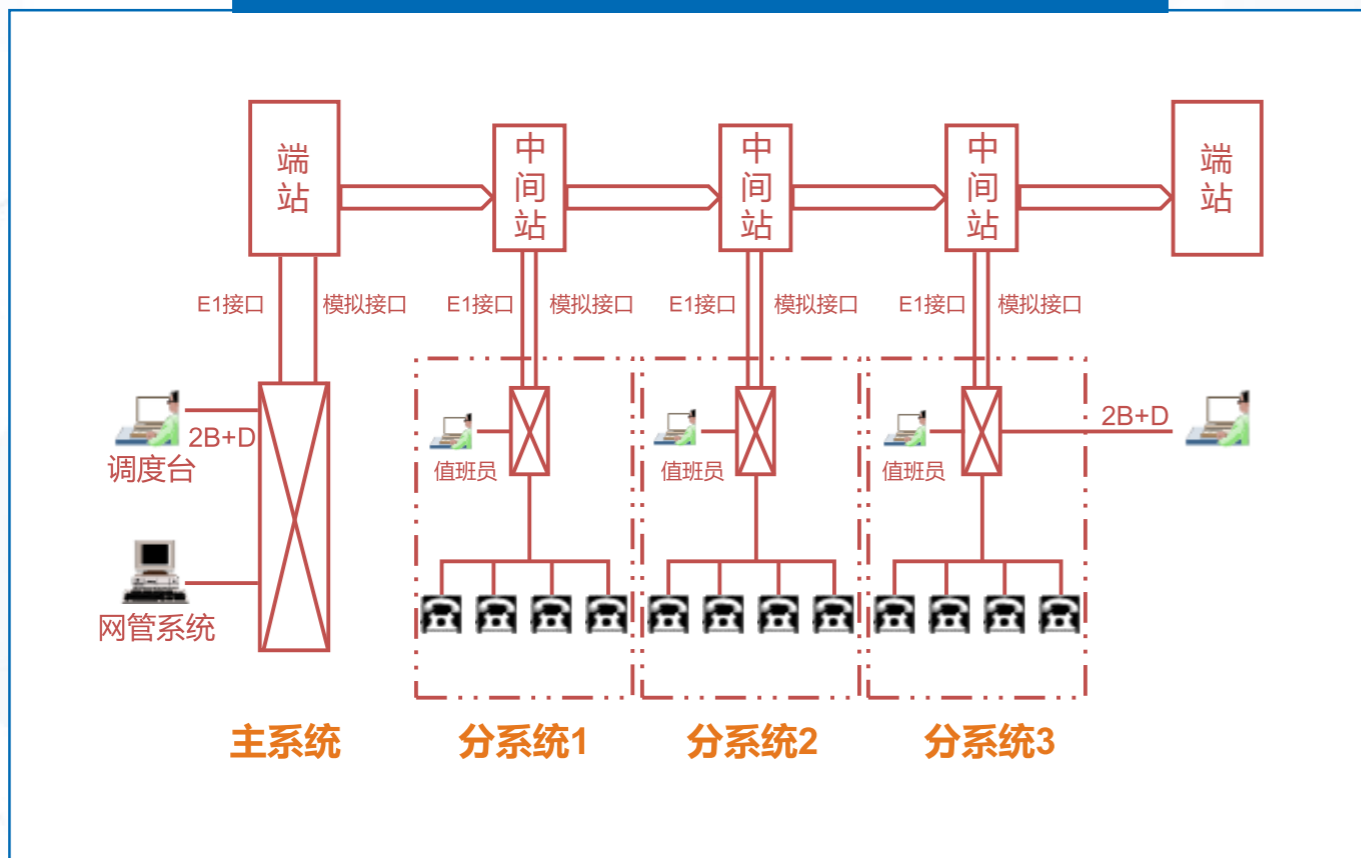 端站
中间站
中间站
中间站
端站
E1接口
模拟接口
E1接口
模拟接口
E1接口
模拟接口
E1接口
模拟接口
2B+D
调度台
值班员
值班员
值班员
2B+D
网管系统
主系统
分系统1
分系统2
分系统3